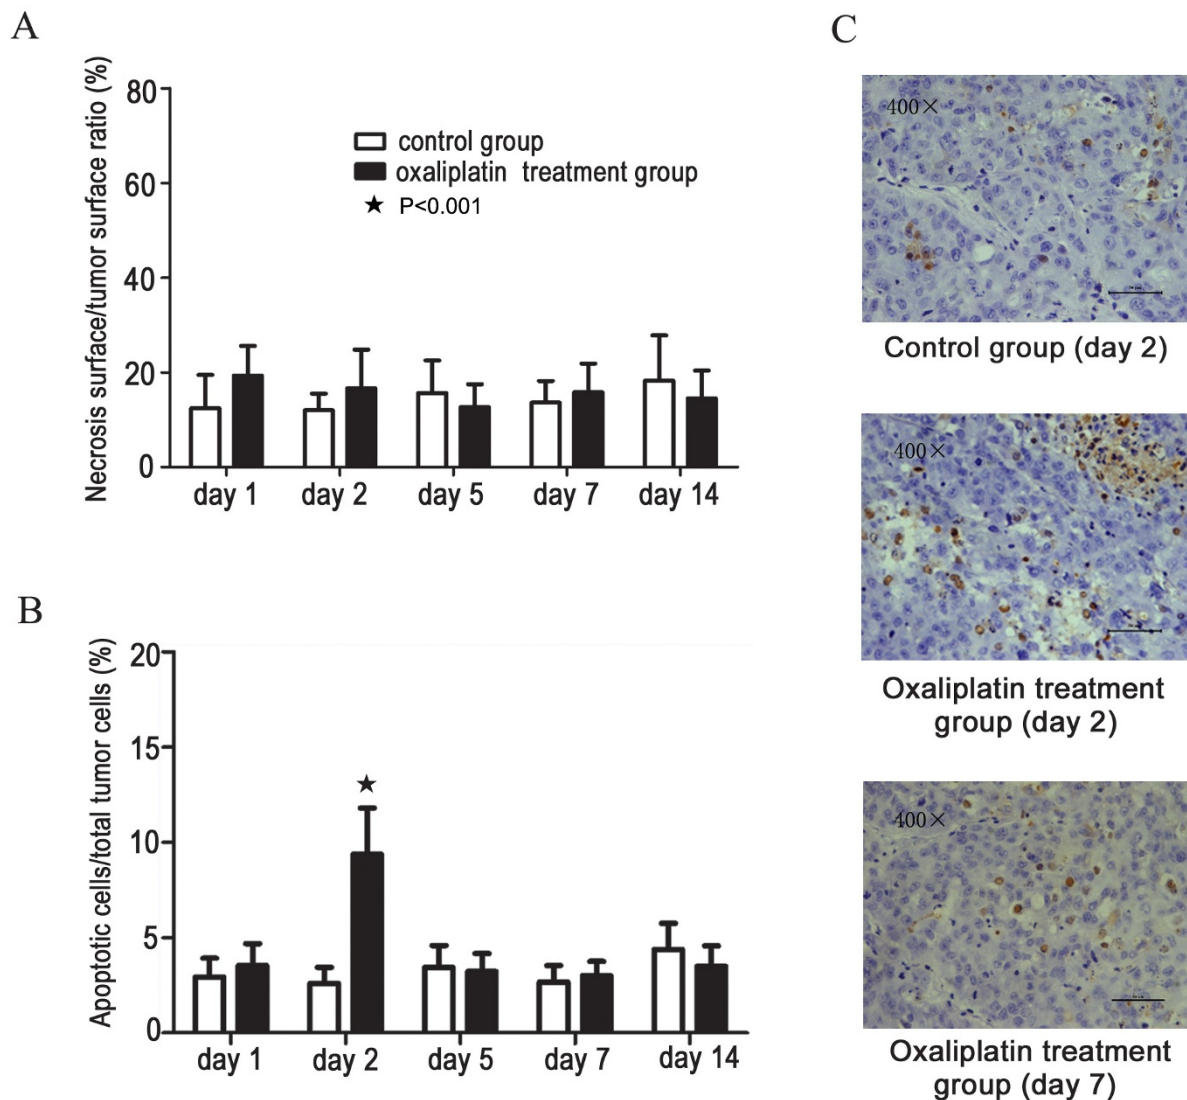 A
Necrosis surface/tumor surface ratio (%)
80
60
40
20
0
control group
oxaliplatin treatment group
★ P<0.001
day 1 day 2 day 5 day 7 day 14
B
Apoptotic cells/total tumor cells (%)
20
15
10
5
0
★
day 1 day 2 day 5 day 7 day 14
C
400×
Control group (day 2)
400×
Oxaliplatin treatment
group (day 2)
400×
Oxaliplatin treatment
group (day 7)